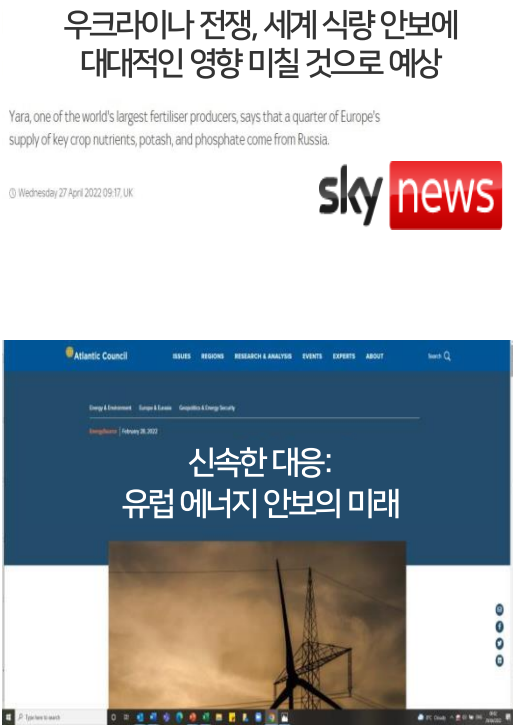 우크라이나 전쟁, 세계 식량 안보에
대대적인 영향 미칠 것으로 예상
Yara, one of the world's largest fertiliser producers, says that a quarter of Europe's
supply of key crop nutrients, potash, and phosphate come from Russia.
Wednesday 27 April 2022 09:17, UK
sky news
Atlantic Council
ISSUES REGIONS RESEARCH & ANALYSIS EVENTS EXPERTS ABOUT
Search
Energy & Environment Europe & Eurasia Geopolitics & Energy Security
EnergySource | February 28, 2022
신속한 대응:
유럽 에너지 안보의 미래
Type here to search